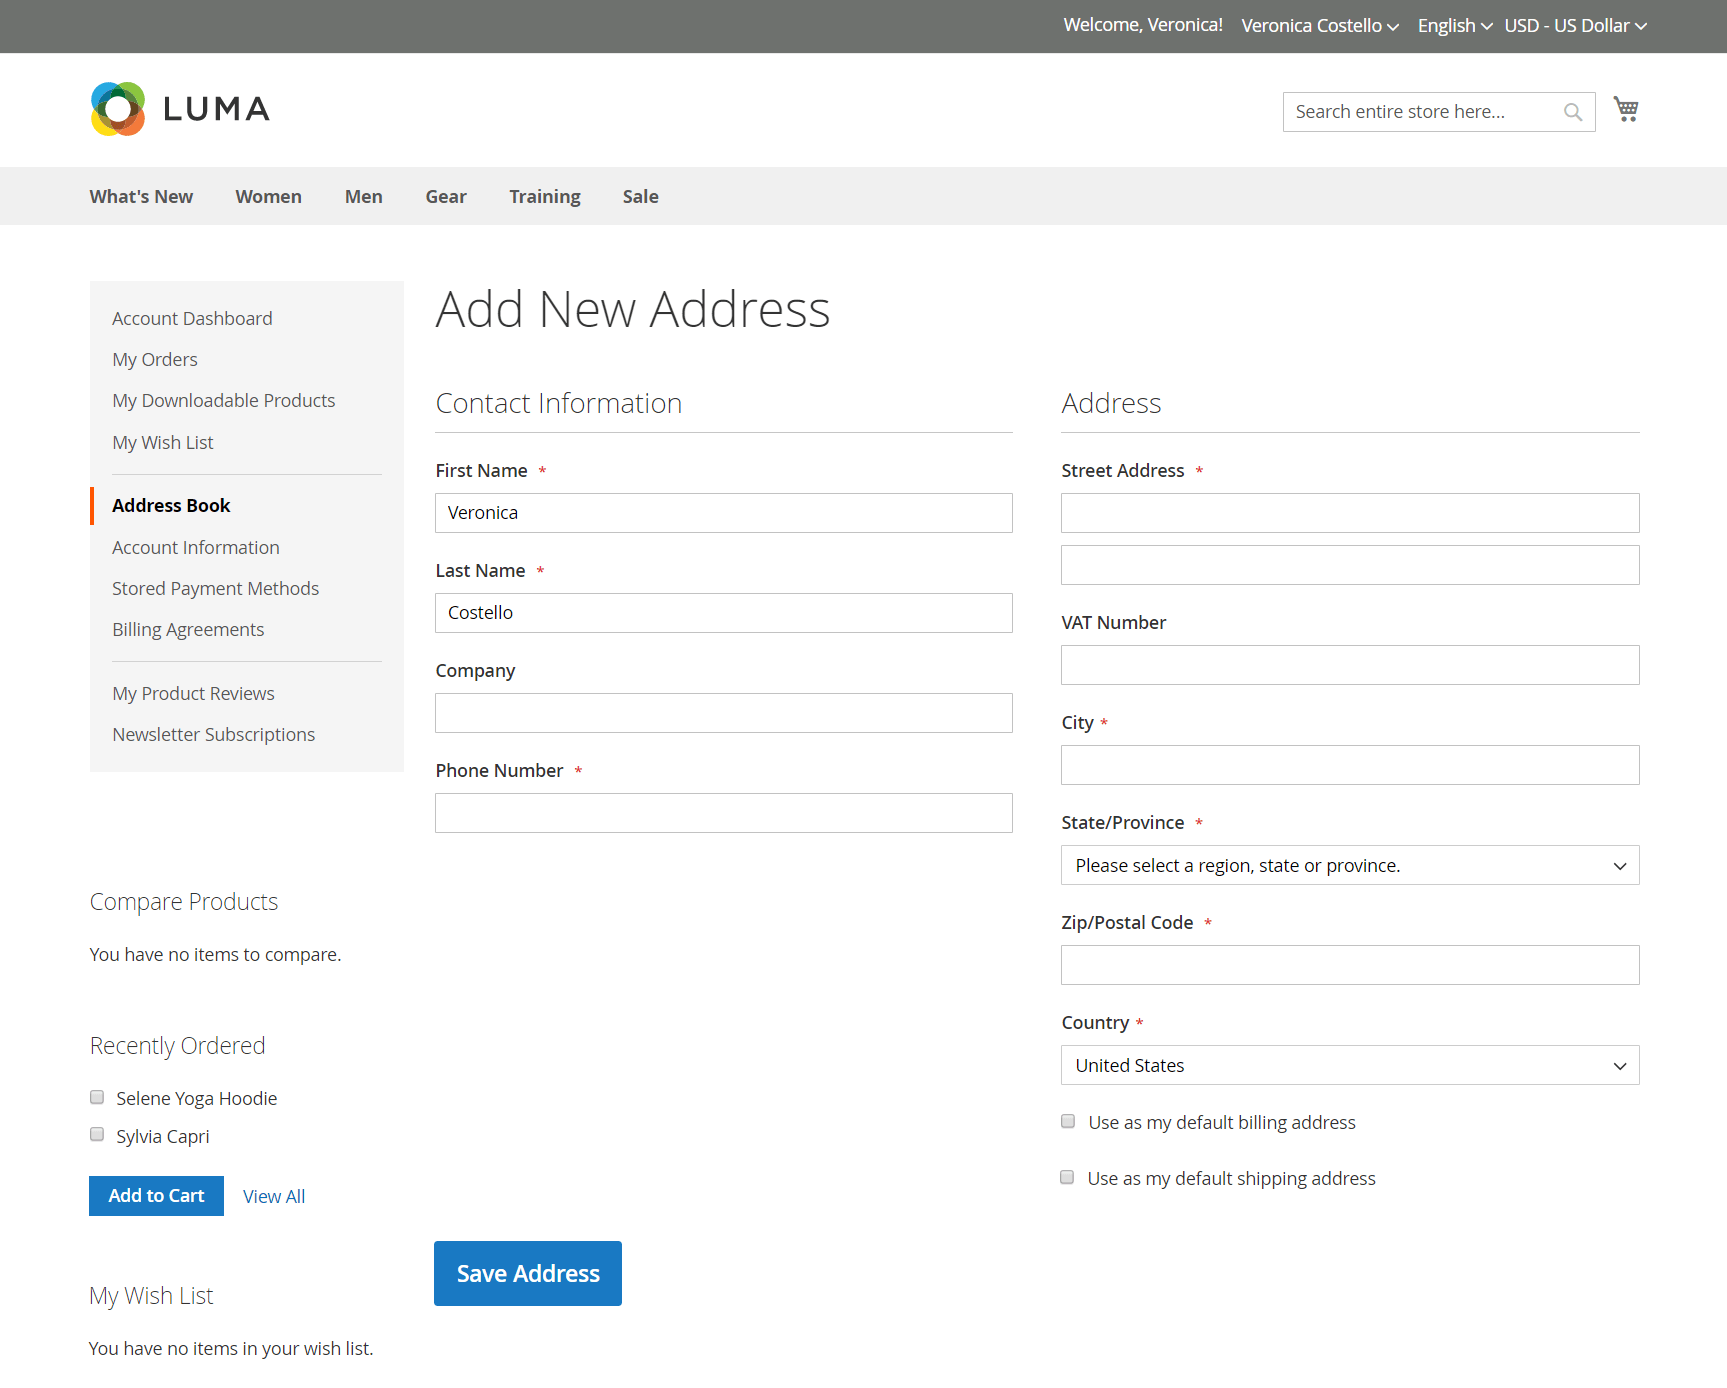 Welcome, Veronica! Veronica Costello English USD - US Dollar
LUMA
Search entire store here...
What's New Women Men Gear Training Sale
Account Dashboard
My Orders
My Downloadable Products
My Wish List
Address Book
Account Information
Stored Payment Methods
Billing Agreements
My Product Reviews
Newsletter Subscriptions
Compare Products
You have no items to compare.
Recently Ordered
Selene Yoga Hoodie
Sylvia Capri
Add to Cart View All
My Wish List
You have no items in your wish list.
Add New Address
Contact Information
First Name *
Veronica
Last Name *
Costello
Company
Phone Number *
Address
Street Address *
VAT Number
City *
State/Province *
Please select a region, state or province.
Zip/Postal Code *
Country *
United States
Use as my default billing address
Use as my default shipping address
Save Address